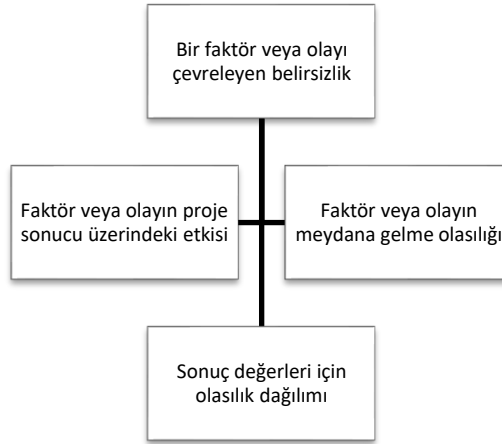 Bir faktör veya olayı
çevreleyen belirsizlik
Faktör veya olayın proje
sonucu üzerindeki etkisi
Faktör veya olayın
meydana gelme olasılığı
Sonuç değerleri için
olasılık dağılımı